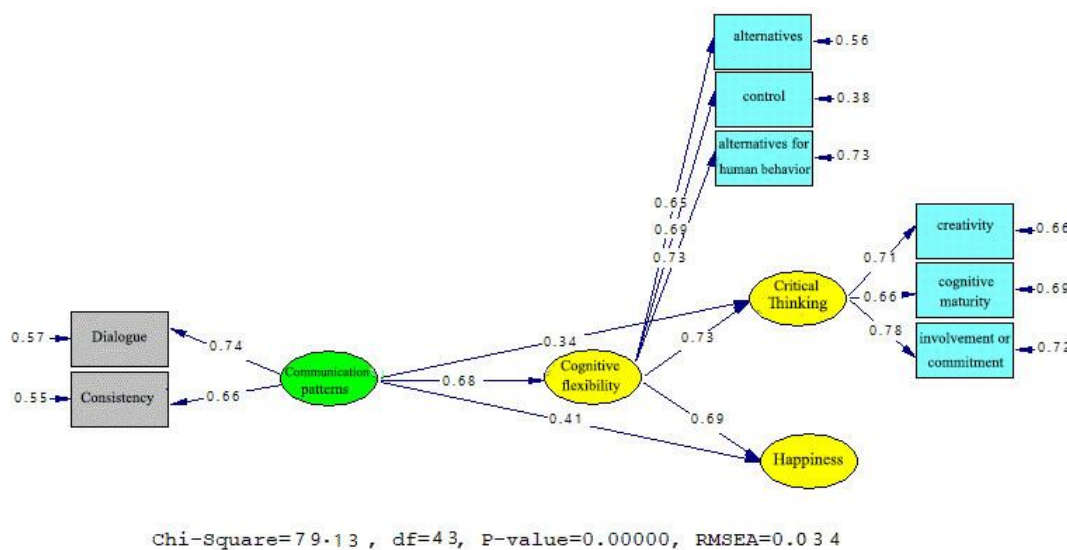 alternatives
0.56
control
0.38
alternatives for
human behavior
0.73
0.65
0.69
0.73
creativity
0.66
0.71
cognitive
maturity
0.69
0.66
involvement or
commitment
0.72
0.78
Critical
Thinking
0.57
Dialogue
0.74
0.34
0.73
Communication
patterns
0.68
Cognitive
flexibility
0.55
Consistency
0.66
0.41
0.69
Happiness
Chi-Square=79.13 , df=43, P-value=0.00000, RMSEA=0.034